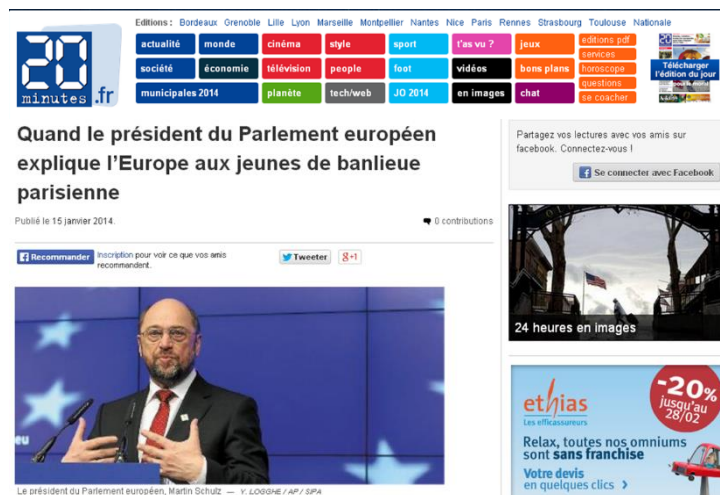 Editions : Bordeaux Grenoble Lille Lyon Marseille Montpellier Nantes Nice Paris Rennes Strasbourg Toulouse Nationale
20
minutes .fr
actualité monde cinéma style sport t'as vu ? jeux editions pdf
services
société économie télévision people foot vidéos bons plans horoscope
questions
municipales 2014 planète tech/web JO 2014 en images chat se coacher
Télécharger
l'édition du jour
Quand le président du Parlement européen
explique l'Europe aux jeunes de banlieue
parisienne
Publié le 15 janvier 2014.
0 contributions
Recommander Inscription pour voir ce que vos amis
recommandent.
Tweeter
g+1
eu
Le président du Parlement européen, Martin Schulz — Y. LOGGHE / AP / SIPA
Partagez vos lectures avec vos amis sur
facebook. Connectez-vous !
Se connecter avec Facebook
24 heures en images
ethias
Les efficassureurs
-20%
jusqu'au
28/02
Relax, toutes nos omniums
sont sans franchise
Votre devis
en quelques clics